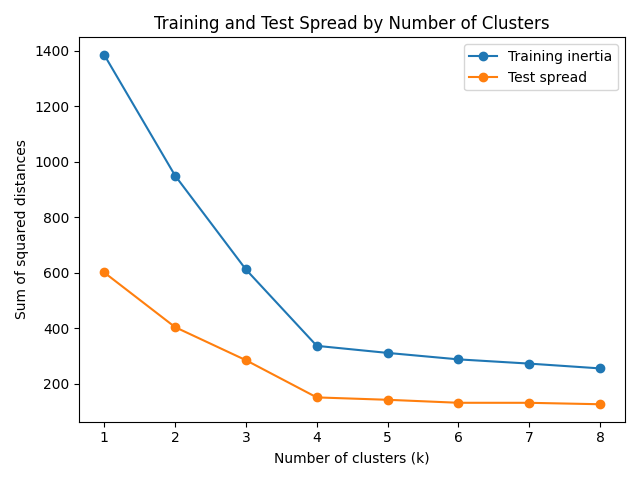 Training and Test Spread by Number of Clusters
Training inertia
Test spread
Sum of squared distances
1400
1200
1000
800
600
400
200
1 2 3 4 5 6 7 8
Number of clusters (k)